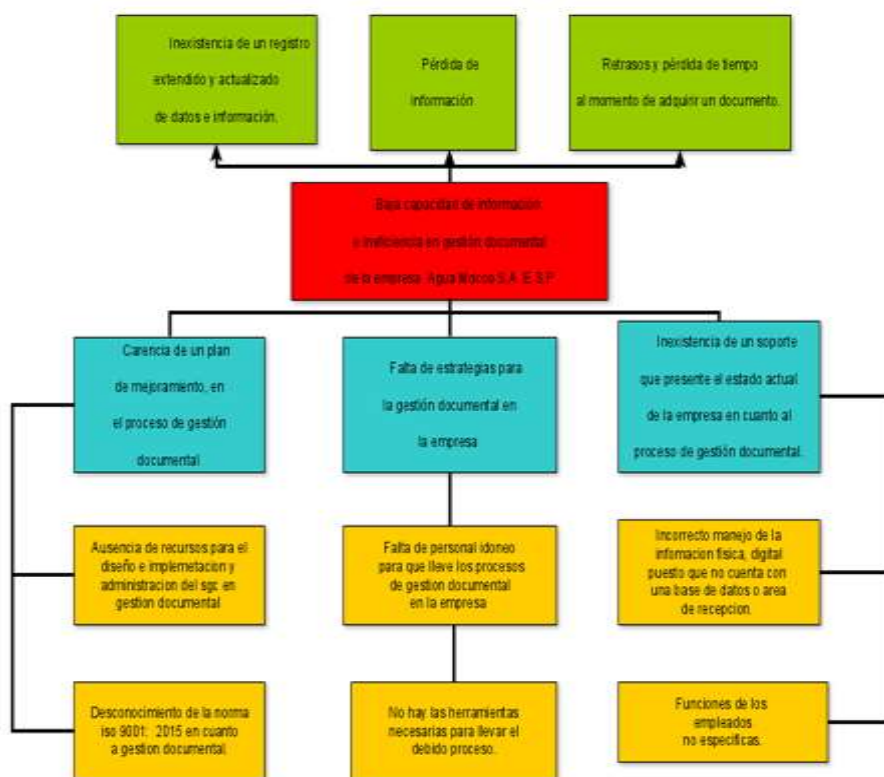 Inexistencia de un registro
extendido y actualizado
de datos e información.
Pérdida de
información
Retrasos y pérdida de tiempo
al momento de adquirir un documento.
Baja capacidad de información
e ineficiencia en gestión documental
de la empresa Agua Mocoa S.A. E.S.P
Carencia de un plan
de mejoramiento, en
el proceso de gestión
documental
Falta de estrategias para
la gestión documental en
la empresa
Inexistencia de un soporte
que presente el estado actual
de la empresa en cuanto al
proceso de gestión documental.
Ausencia de recursos para el
diseño e implemetacion y
administracion del sgc en
gestion documental
Falta de personal idoneo
para que lleve los procesos
de gestion documental
en la empresa
Incorrecto manejo de la
infomacion fisica, digital
puesto que no cuenta con
una base de datos o area
de recepcion.
Desconocimiento de la norma
iso 9001: 2015 en cuanto
a gestion documental
No hay las herramientas
necesarias para llevar el
debido proceso.
Funciones de los
empleados
no especificas.